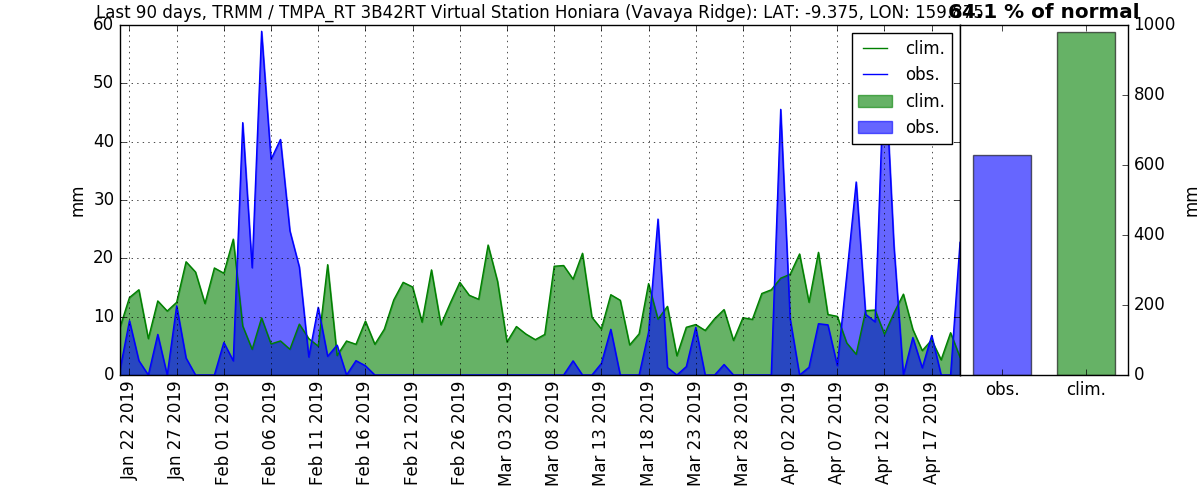 Last 90 days, TRMM / TMPA_RT 3B42RT Virtual Station Honiara (Vavaya Ridge): LAT: -9.375, LON: 159.
64.1 % of normal
60
50
40
30
20
10
0
mm
clim.
obs.
clim.
obs.
1000
800
600
400
200
0
mm
obs.
clim.
Jan 22 2019
Jan 27 2019
Feb 01 2019
Feb 06 2019
Feb 11 2019
Feb 16 2019
Feb 21 2019
Feb 26 2019
Mar 03 2019
Mar 08 2019
Mar 13 2019
Mar 18 2019
Mar 23 2019
Mar 28 2019
Apr 02 2019
Apr 07 2019
Apr 12 2019
Apr 17 2019